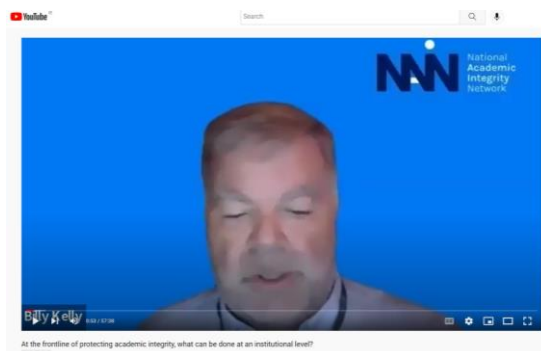 YouTube
Search
NAIN
National
Academic
Integrity
Network
Billy Kelly
At the frontline of protecting academic integrity, what can be done at an institutional level?